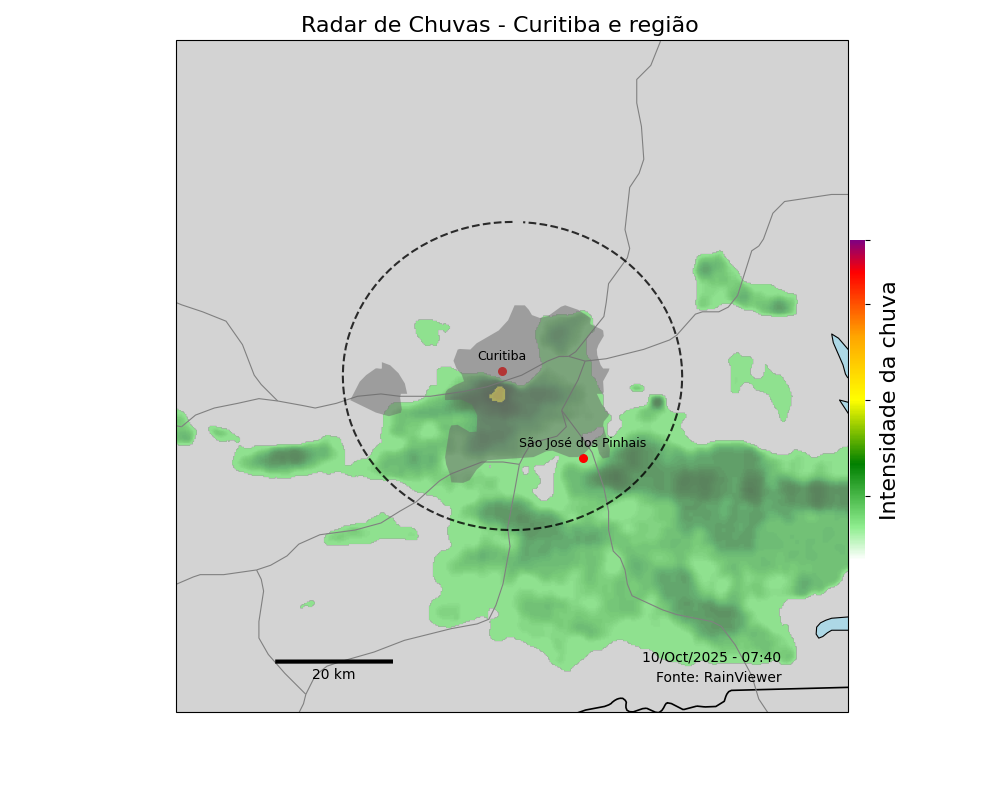 Radar de Chuvas - Curitiba e região
Curitiba
São José dos Pinhais
Intensidade da chuva
10/Oct/2025 - 07:40
Fonte: RainViewer
20 km